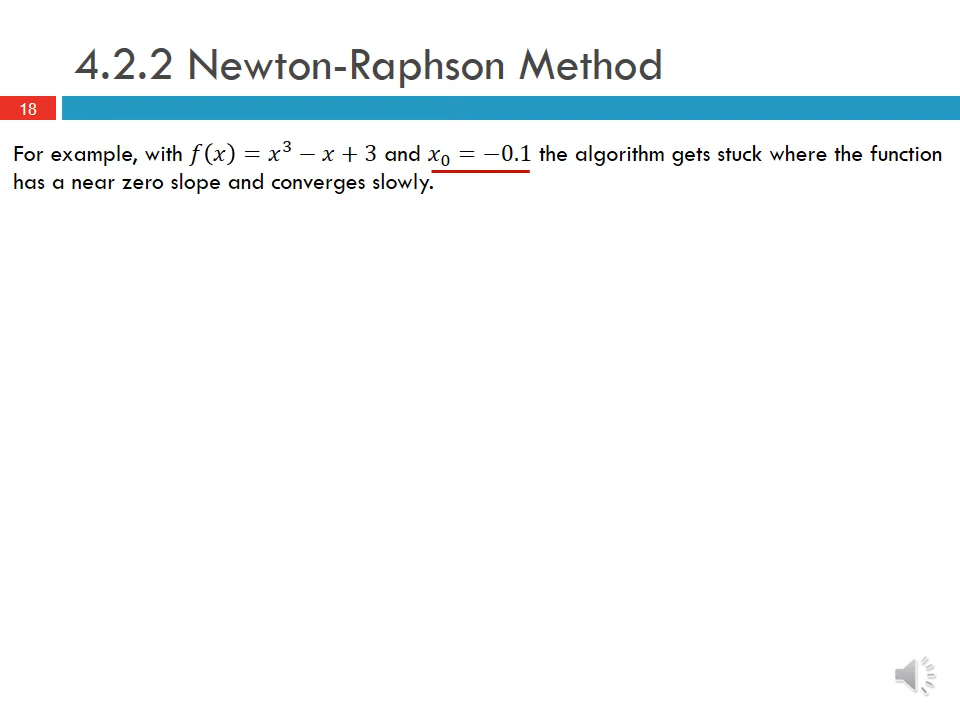 4.2.2 Newton-Raphson Method
18
For example, with f(x) = x³ − x + 3 and x₀ = −0.1 the algorithm gets stuck where the function
has a near zero slope and converges slowly.